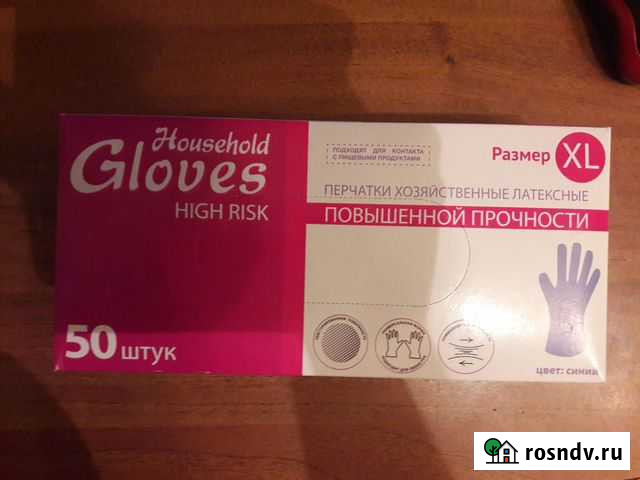 Household
Gloves
HIGH RISK
50 штук
ПОДХОДЯТ ДЛЯ КОНТАКТА
С ПИЩЕВЫМИ ПРОДУКТАМИ
Размер XL
ПЕРЧАТКИ ХОЗЯЙСТВЕННЫЕ ЛАТЕКСНЫЕ
ПОВЫШЕННОЙ ПРОЧНОСТИ
цвет: синий
rosndv.ru